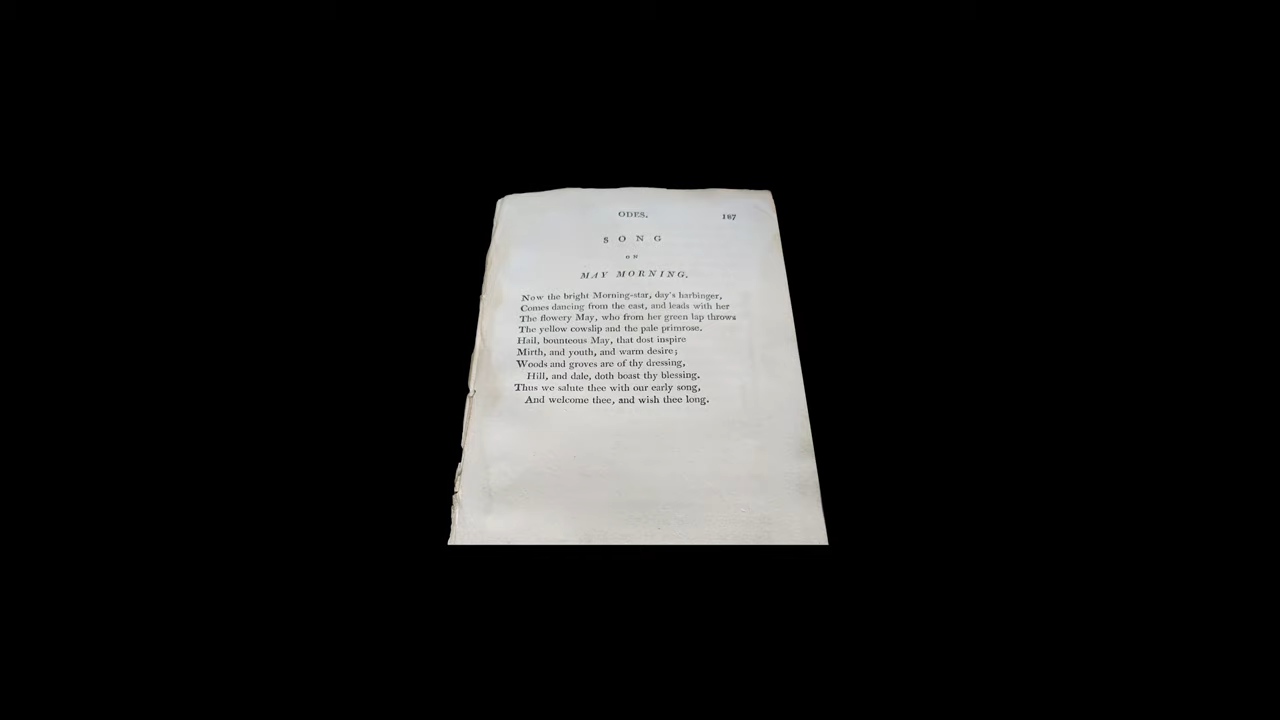 ODES. 187
SONG
ON
MAY MORNING.
Now the bright Morning-star, day's harbinger,
Comes dancing from the east, and leads with her
The flowery May, who from her green lap throws
The yellow cowslip and the pale primrose.
Hail, bounteous May, that dost inspire
Mirth, and youth, and warm desire;
Woods and groves are of thy dressing,
Hill, and dale, doth boast thy blessing.
Thus we salute thee with our early song,
And welcome thee, and wish thee long.